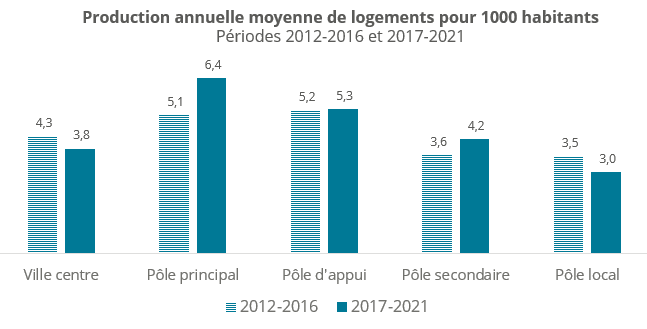 Production annuelle moyenne de logements pour 1000 habitants
Périodes 2012-2016 et 2017-2021
4,3
3,8
5,1
6,4
5,2
5,3
3,6
4,2
3,5
3,0
Ville centre
Pôle principal
Pôle d'appui
Pôle secondaire
Pôle local
2012-2016
2017-2021